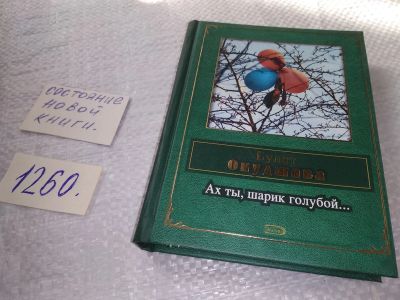 состояние
новой
книги.
1260.
Булат
Окуджава
Ах ты, шарик голубой...